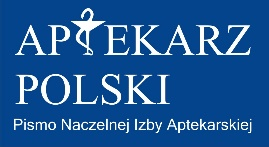 APTEKARZ
POLSKI
Pismo Naczelnej Izby Aptekarskiej